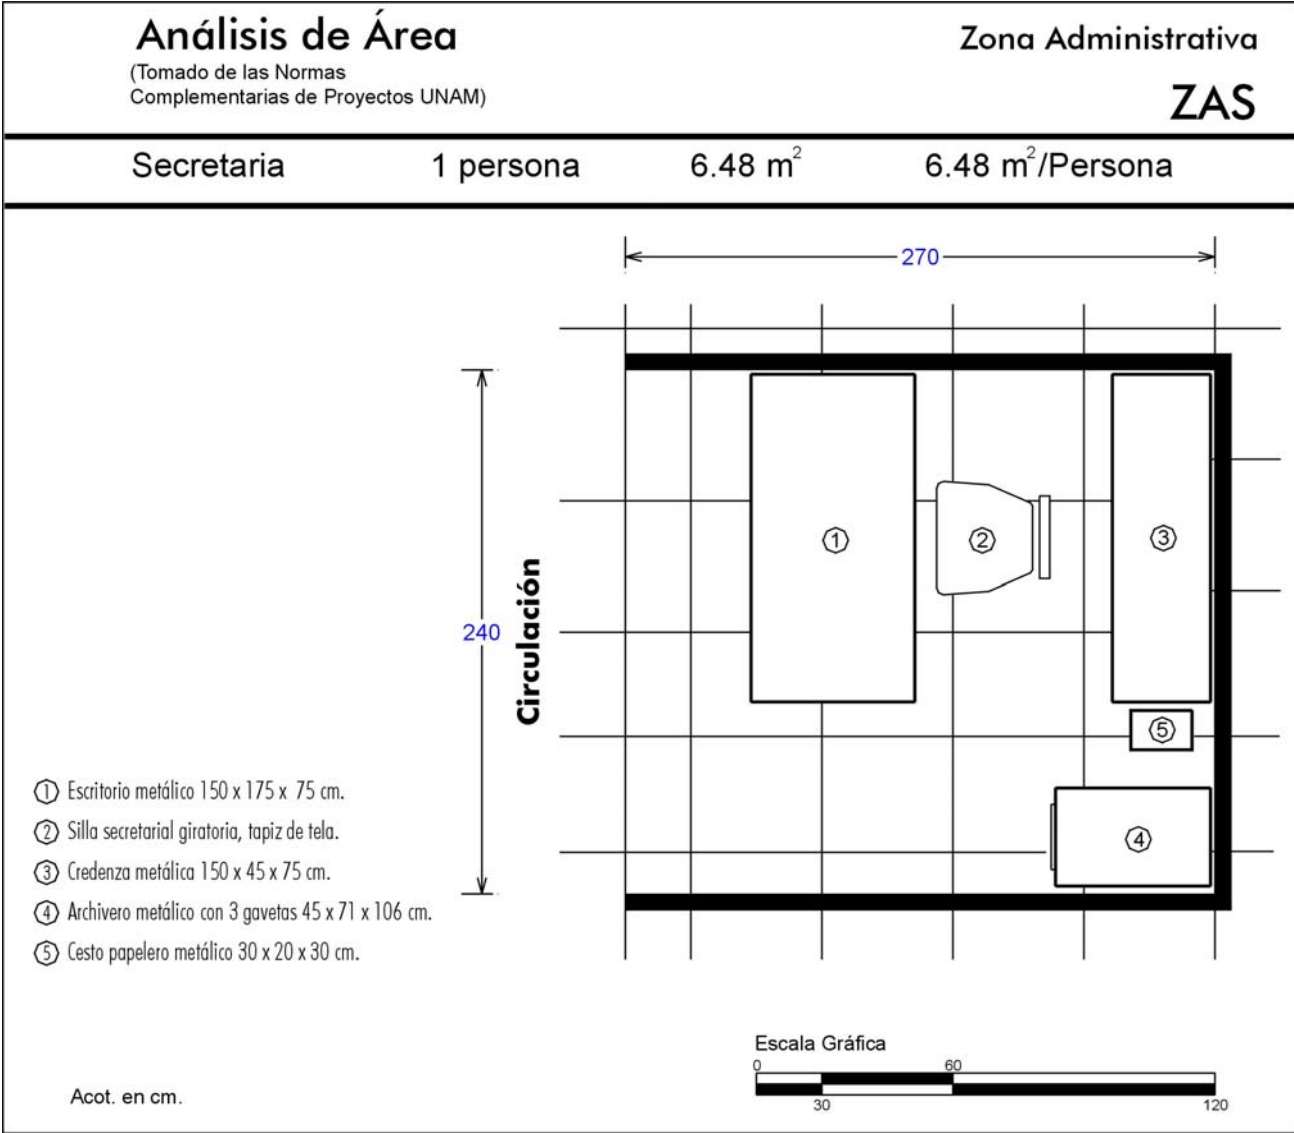 Análisis de Área
(Tomado de las Normas
Complementarias de Proyectos UNAM)
Zona Administrativa
ZAS
Secretaria 1 persona 6.48 m² 6.48 m²/Persona
270
240
Circulación
1
2
3
5
4
1 Escritorio metálico 150 x 175 x 75 cm.
2 Silla secretarial giratoria, tapiz de tela.
3 Credenza metálica 150 x 45 x 75 cm.
4 Archivero metálico con 3 gavetas 45 x 71 x 106 cm.
5 Cesto papelero metálico 30 x 20 x 30 cm.
Escala Gráfica
0 60
30 120
Acot. en cm.